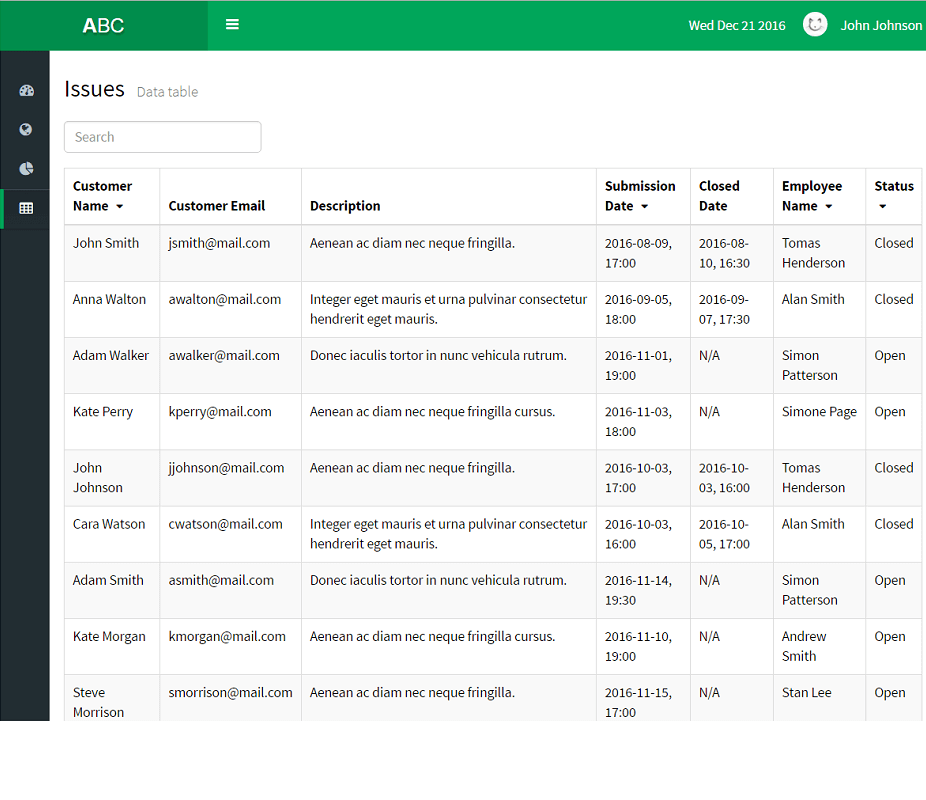 ABC
Wed Dec 21 2016 John Johnson
Issues Data table
Search
Customer Name Customer Email Description Submission Date Closed Date Employee Name Status
John Smith jsmith@mail.com Aenean ac diam nec neque fringilla. 2016-08-09, 17:00 2016-08-10, 16:30 Tomas Henderson Closed
Anna Walton awalton@mail.com Integer eget mauris et urna pulvinar consectetur hendrerit eget mauris. 2016-09-05, 18:00 2016-09-07, 17:30 Alan Smith Closed
Adam Walker awalker@mail.com Donec iaculis tortor in nunc vehicula rutrum. 2016-11-01, 19:00 N/A Simon Patterson Open
Kate Perry kperry@mail.com Aenean ac diam nec neque fringilla cursus. 2016-11-03, 18:00 N/A Simone Page Open
John Johnson jjohnson@mail.com Aenean ac diam nec neque fringilla. 2016-10-03, 17:00 2016-10-03, 16:00 Tomas Henderson Closed
Cara Watson cwatson@mail.com Integer eget mauris et urna pulvinar consectetur hendrerit eget mauris. 2016-10-03, 16:00 2016-10-05, 17:00 Alan Smith Closed
Adam Smith asmith@mail.com Donec iaculis tortor in nunc vehicula rutrum. 2016-11-14, 19:30 N/A Simon Patterson Open
Kate Morgan kmorgan@mail.com Aenean ac diam nec neque fringilla cursus. 2016-11-10, 19:00 N/A Andrew Smith Open
Steve Morrison smorrison@mail.com Aenean ac diam nec neque fringilla. 2016-11-15, 17:00 N/A Stan Lee Open